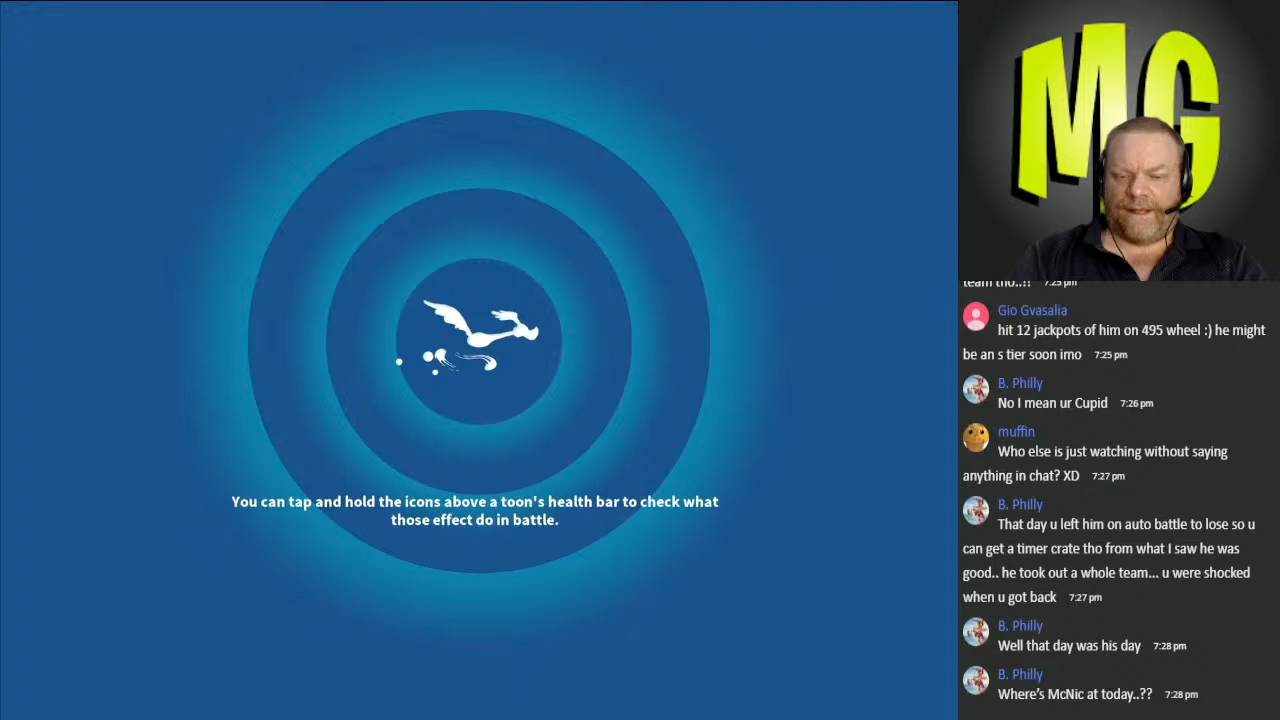 You can tap and hold the icons above a toon's health bar to check what
those effect do in battle.
MG
team tho..!! 7:25 pm
Gio Gvasalia
hit 12 jackpots of him on 495 wheel :) he might
be an s tier soon imo 7:25 pm
B. Philly
No I mean ur Cupid 7:26 pm
muffin
Who else is just watching without saying
anything in chat? XD 7:27 pm
B. Philly
That day u left him on auto battle to lose so u
can get a timer crate tho from what I saw he was
good.. he took out a whole team... u were shocked
when u got back 7:27 pm
B. Philly
Well that day was his day 7:28 pm
B. Philly
Where's McNic at today..?? 7:28 pm